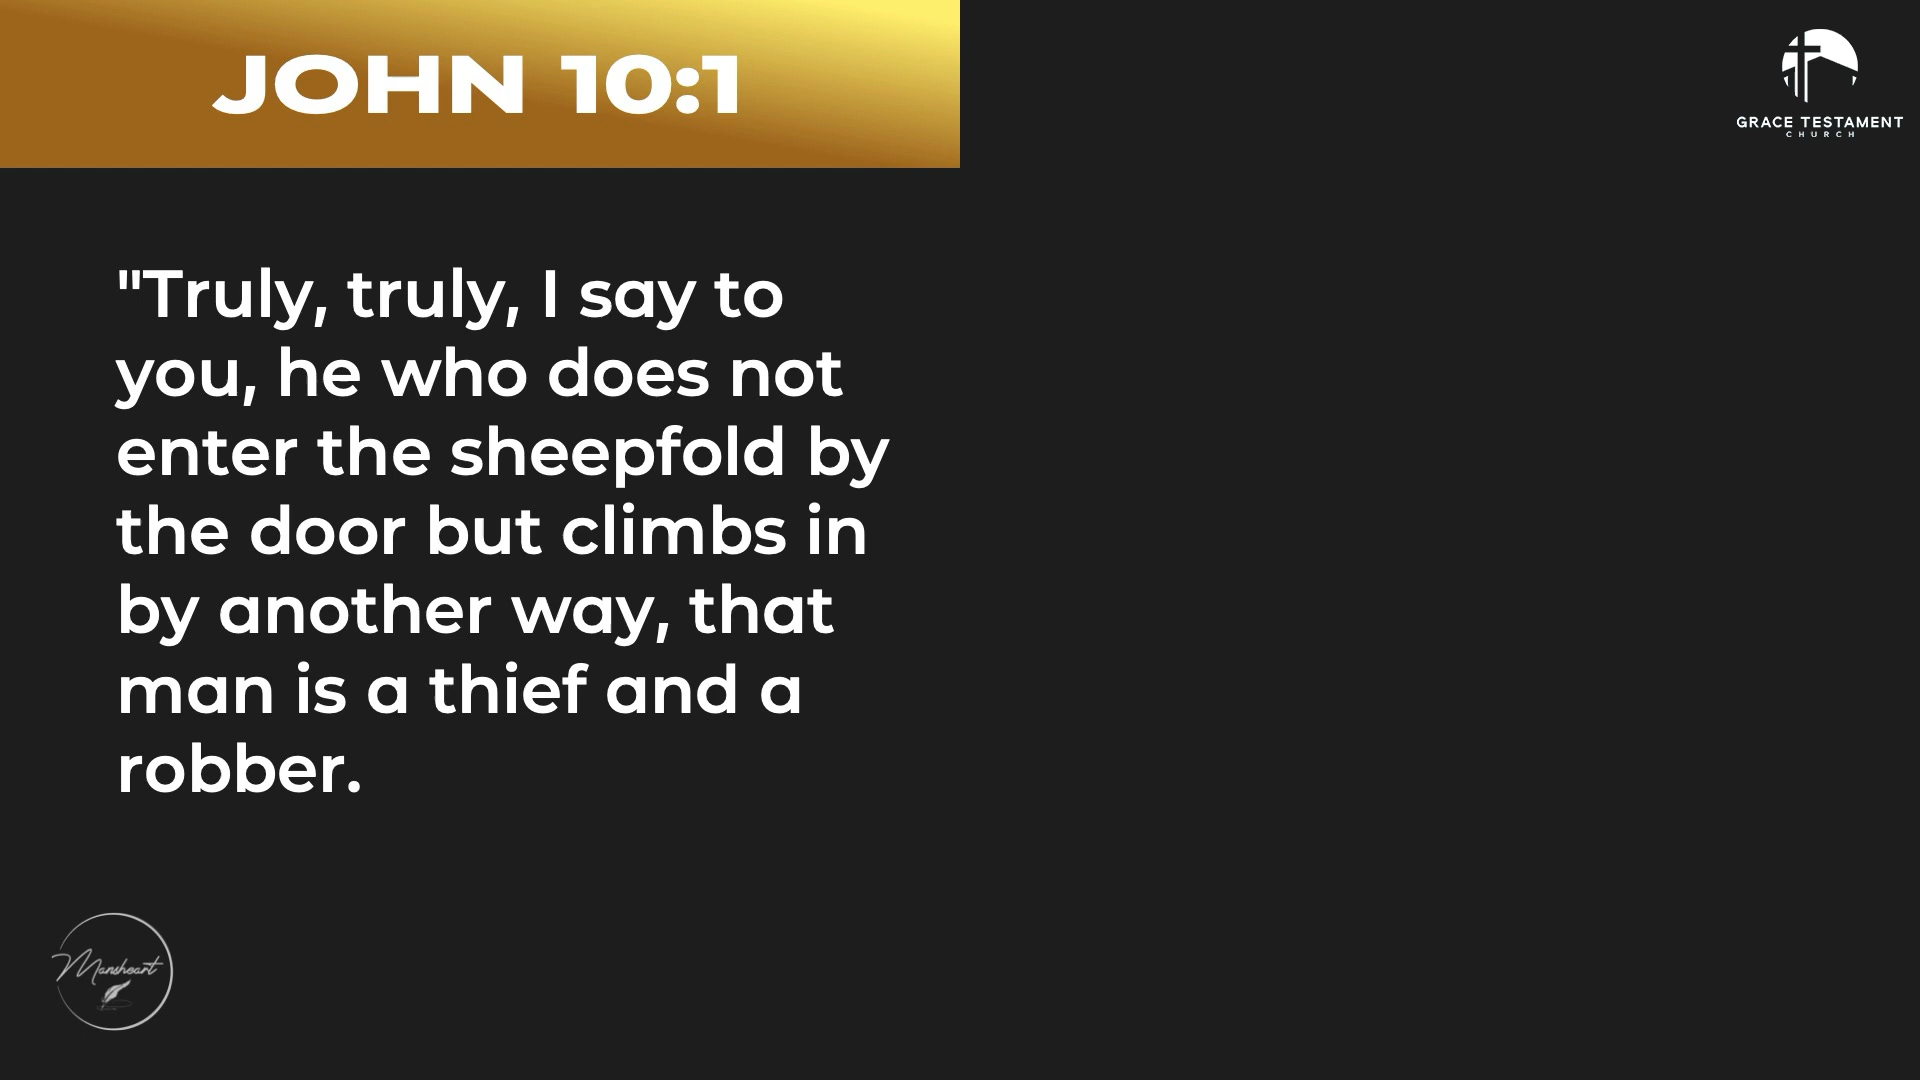 JOHN 10:1
GRACE TESTAMENT
CHURCH
"Truly, truly, I say to
you, he who does not
enter the sheepfold by
the door but climbs in
by another way, that
man is a thief and a
robber.
Mansheart